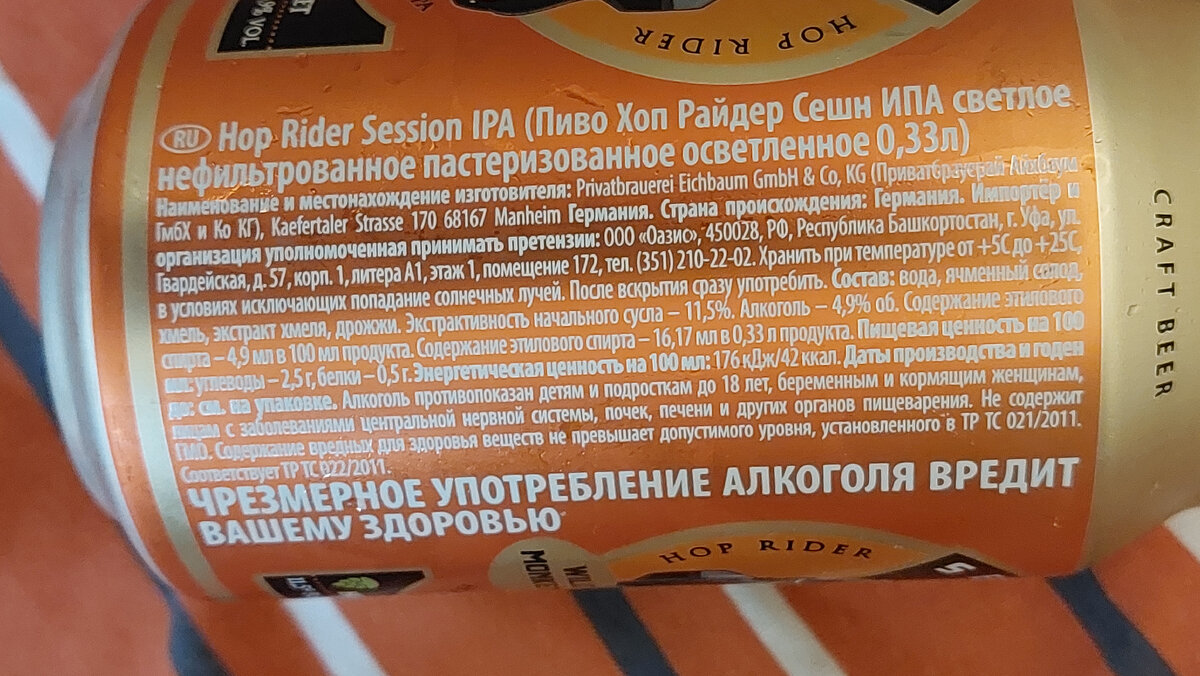 HOP RIDER
RU Hop Rider Session IPA (Пиво Хоп Райдер Сешн ИПА светлое
нефильтрованное пастеризованное осветленное 0,33л)
Наименование и местонахождение изготовителя: Privatbrauerei Eichbaum GmbH & Co, KG (Приватбрауерай Айхбаум
ГмбХ и Ко КГ), Kaefertaler Strasse 170 68167 Manheim Германия. Страна происхождения: Германия. Импортёр и
организация уполномоченная принимать претензии: ООО «Оазис», 450028, РФ, Республика Башкортостан, г. Уфа, ул.
Гвардейская, д. 57, корп. 1, литера А1, этаж 1, помещение 172, тел. (351) 210-22-02. Хранить при температуре от +5С до +25С,
в условиях исключающих попадание солнечных лучей. После вскрытия сразу употребить. Состав: вода, ячменный солод,
хмель, экстракт хмеля, дрожжи. Экстрактивность начального сусла – 11,5%. Алкоголь – 4,9% об. Содержание этилового
спирта – 4,9 мл в 100 мл продукта. Содержание этилового спирта – 16,17 мл в 0,33 л продукта. Пищевая ценность на 100
мл: углеводы – 2,5 г, белки – 0,5 г. Энергетическая ценность на 100 мл: 176 кДж/42 ккал. Даты производства и годен
до: см. на упаковке. Алкоголь противопоказан детям и подросткам до 18 лет, беременным и кормящим женщинам,
лицам с заболеваниями центральной нервной системы, почек, печени и других органов пищеварения. Не содержит
ГМО. Содержание вредных для здоровья веществ не превышает допустимого уровня, установленного в ТР ТС 021/2011.
Соответствует ТР ТС 022/2011.
ЧРЕЗМЕРНОЕ УПОТРЕБЛЕНИЕ АЛКОГОЛЯ ВРЕДИТ
ВАШЕМУ ЗДОРОВЬЮ
HOP RIDER
CRAFT BEER